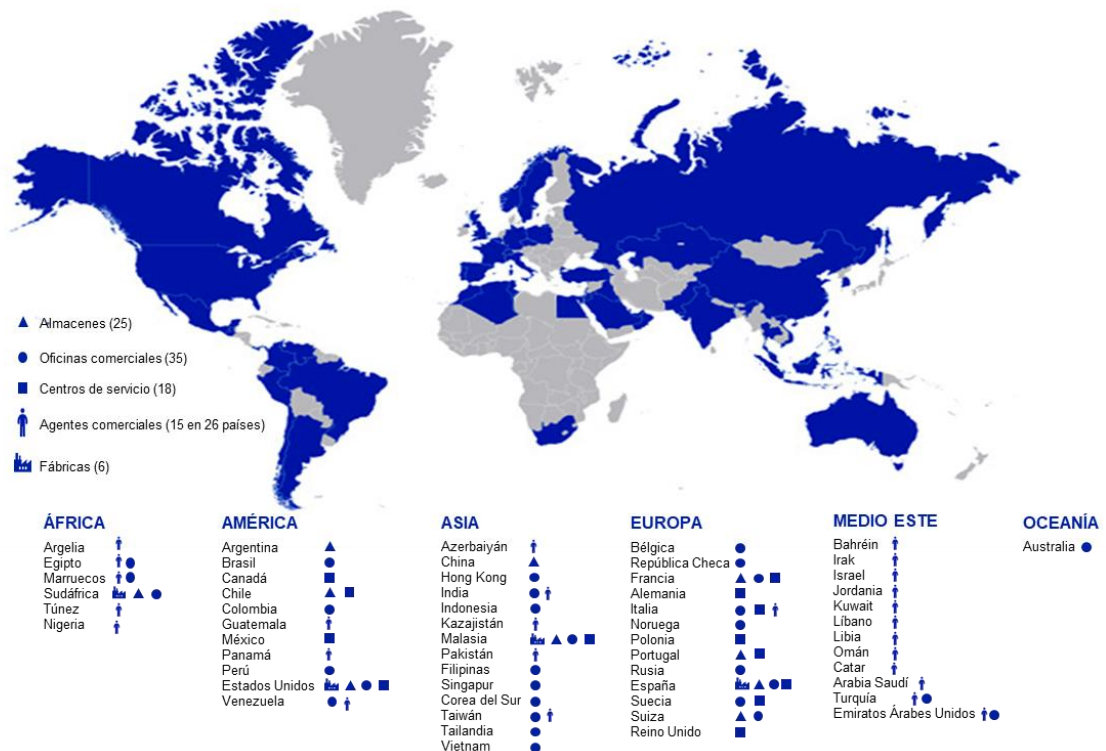 Almacenes (25)
Oficinas comerciales (35)
Centros de servicio (18)
Agentes comerciales (15 en 26 países)
Fábricas (6)
ÁFRICA
Argelia
Egipto
Marruecos
Sudáfrica
Túnez
Nigeria
AMÉRICA
Argentina
Brasil
Canadá
Chile
Colombia
Guatemala
México
Panamá
Perú
Estados Unidos
Venezuela
ASIA
Azerbaiyán
China
Hong Kong
India
Indonesia
Kazajistán
Malasia
Pakistán
Filipinas
Singapur
Corea del Sur
Taiwán
Tailandia
Vietnam
EUROPA
Bélgica
República Checa
Francia
Alemania
Italia
Noruega
Polonia
Portugal
Rusia
España
Suecia
Suiza
Reino Unido
MEDIO ESTE
Bahréin
Irak
Israel
Jordania
Kuwait
Líbano
Libia
Omán
Catar
Arabia Saudí
Turquía
Emiratos Árabes Unidos
OCEANÍA
Australia